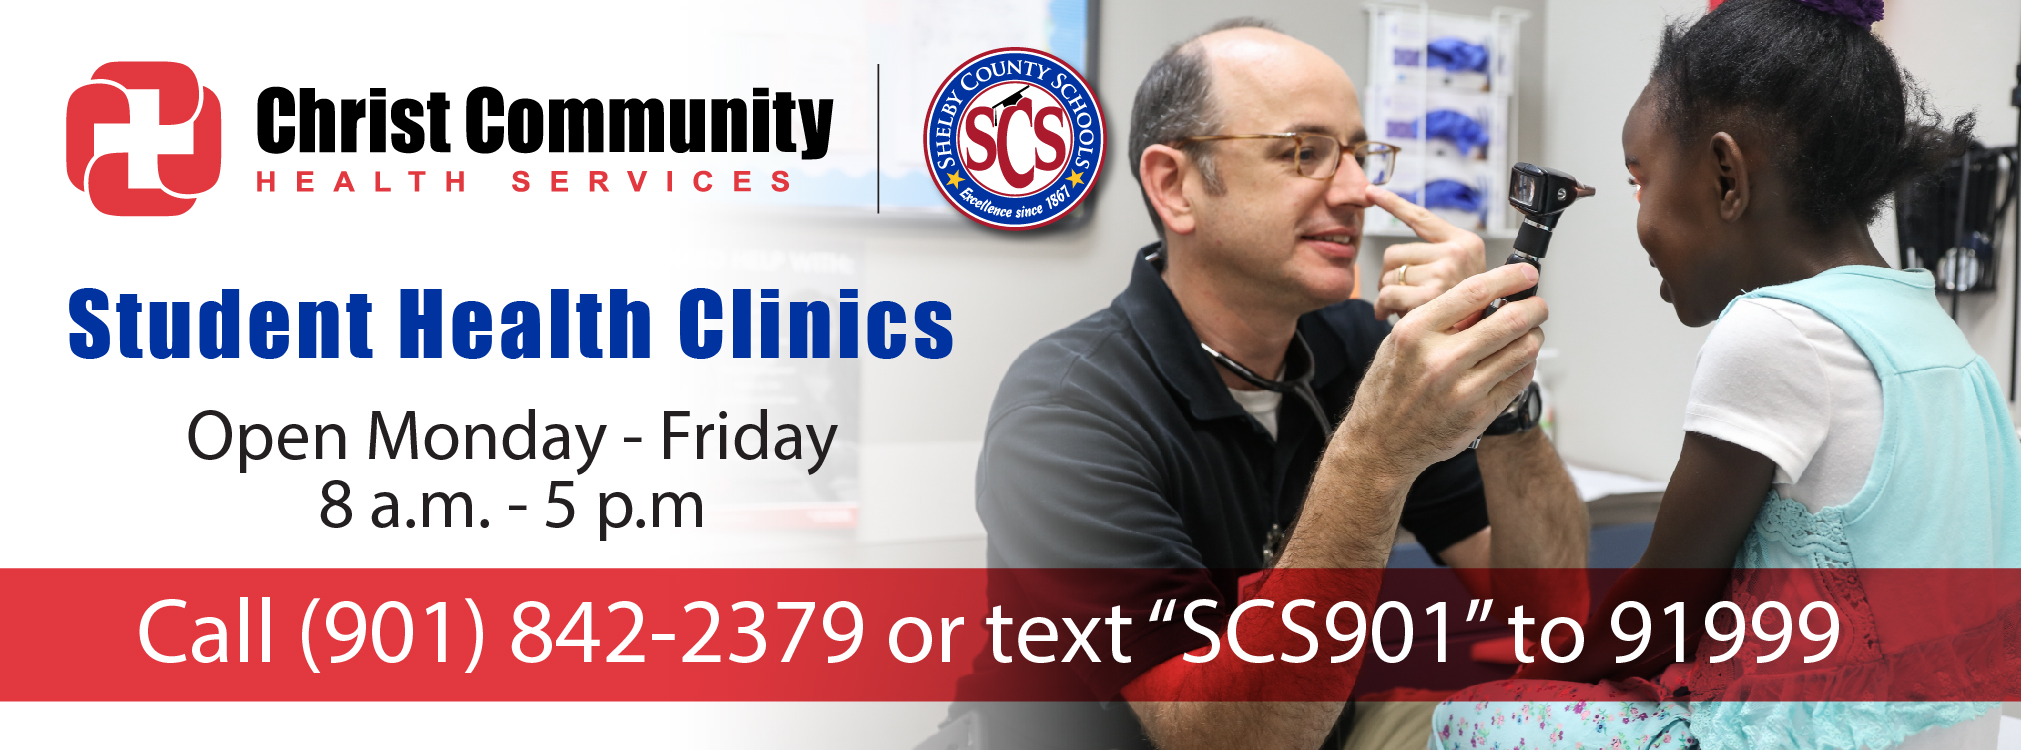 Christ Community
HEALTH SERVICES
SHELBY COUNTY SCHOOLS
SCS
Excellence since 1867
Student Health Clinics
Open Monday - Friday
8 a.m. - 5 p.m
Call (901) 842-2379 or text “SCS901” to 91999